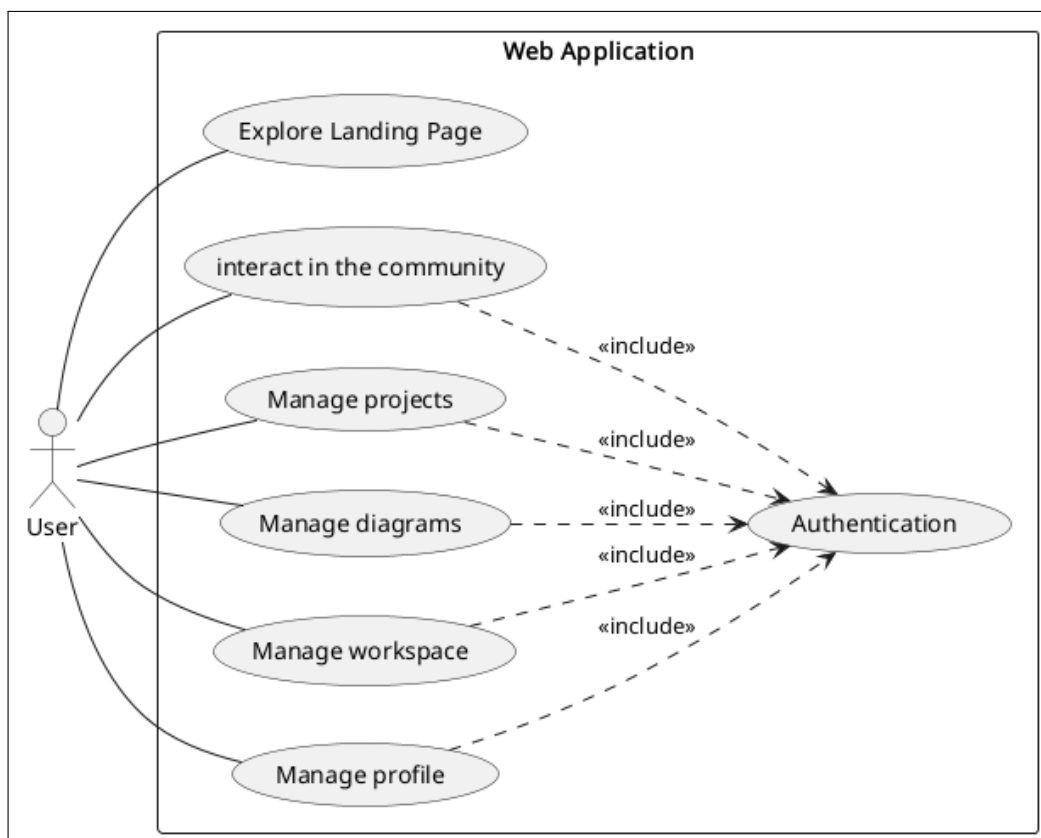 Web Application
Explore Landing Page
interact in the community
«include»
Manage projects
«include»
Manage diagrams
«include»
Authentication
User
«include»
Manage workspace
«include»
Manage profile